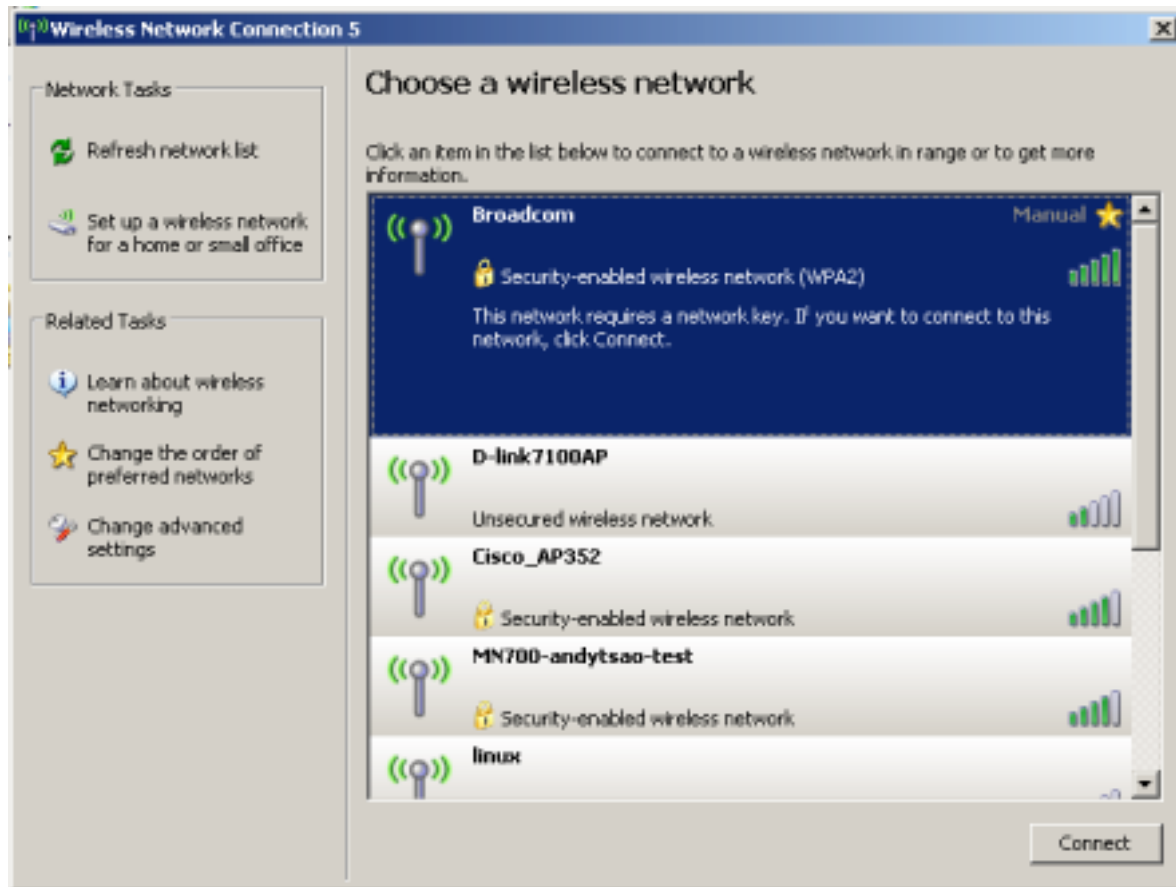 Wireless Network Connection 5
Network Tasks
Refresh network list
Set up a wireless network
for a home or small office
Related Tasks
Learn about wireless
networking
Change the order of
preferred networks
Change advanced
settings
Choose a wireless network
Click an item in the list below to connect to a wireless network in range or to get more
information.
Broadcom
Manual
Security-enabled wireless network (WPA2)
This network requires a network key. If you want to connect to this
network, click Connect.
D-link7100AP
Unsecured wireless network
Cisco_AP352
Security-enabled wireless network
MN700-andytsao-test
Security-enabled wireless network
linux
Connect